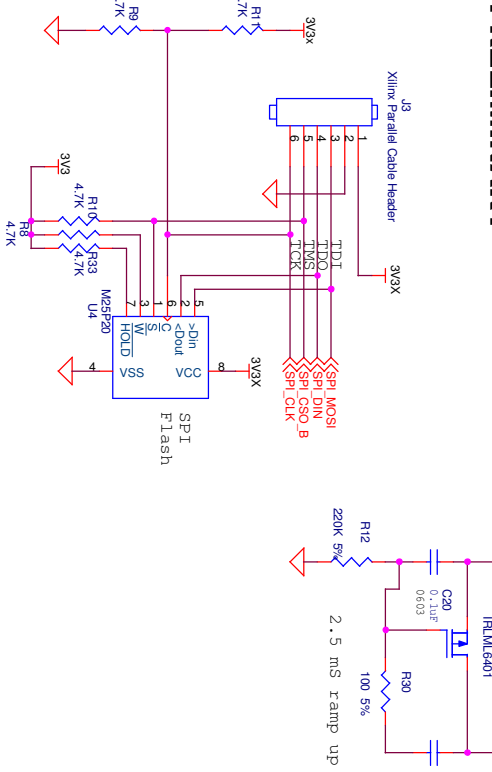 R11
.7K
3V3x
R9
.7K
J3
Xilinx Parallel Cable Header
1
2
3
4
5
6
3V3X
TDI
TDO
TMS
TCK
SPI_MOSI
SPI_DIN
SPI_CSO_B
SPI_CLK
3V3
R10
4.7K
R8
4.7K
R33
4.7K
M25P20
U4
5
2
6
1
3
7
>Din
<Dout
C
S
W
HOLD
VCC
VSS
8
4
3V3X
SPI
Flash
IRLML6401
C20
0.1uF
0603
R12
220K 5%
R30
100 5%
2.5 mS ramp up